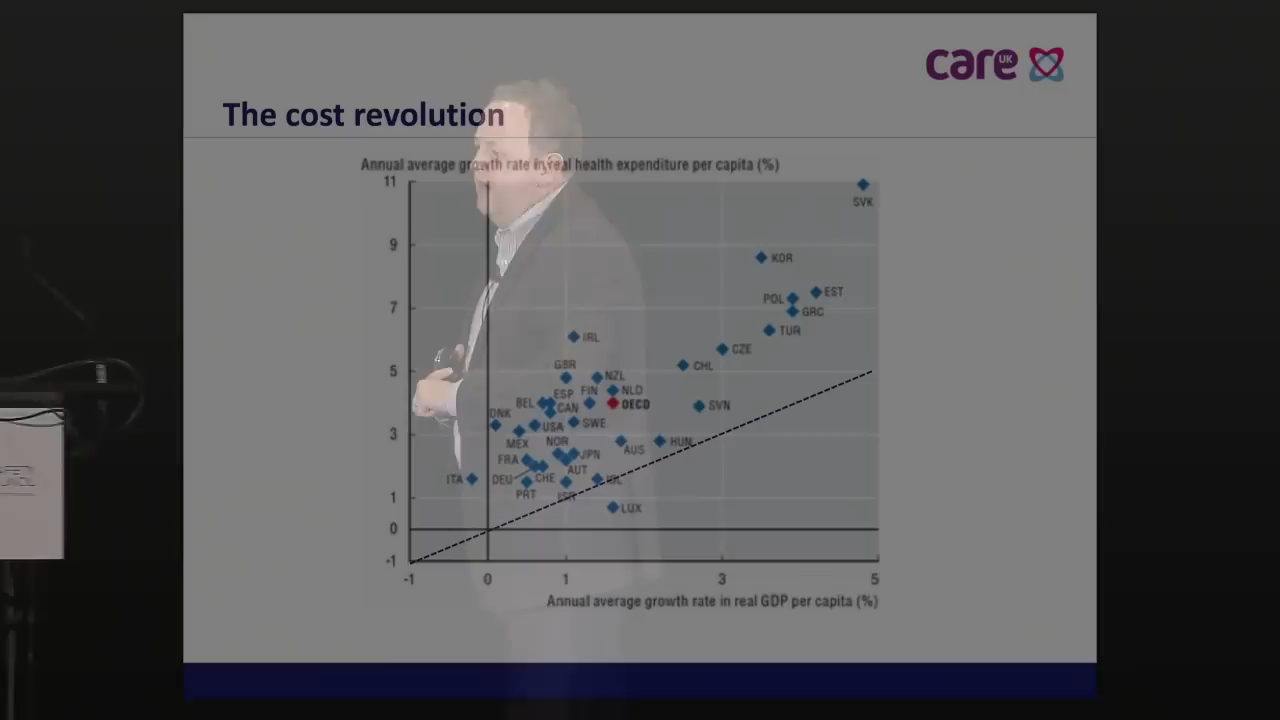 care UK
The cost revolution
Annual average growth rate in real health expenditure per capita (%)
11
SVK
9
KOR
EST
POL
7
GRC
TUR
IRL
CZE
GBR
CHL
5
NZL
ESP
FIN
NLD
BEL
CAN
OECD
SVN
DNK
USA
SWE
3
MEX
NOR
AUS
HUN
FRA
JPN
AUT
ITA
DEU
CHE
ISL
PRT
ISR
1
LUX
0
-1
-1
0
1
3
5
Annual average growth rate in real GDP per capita (%)